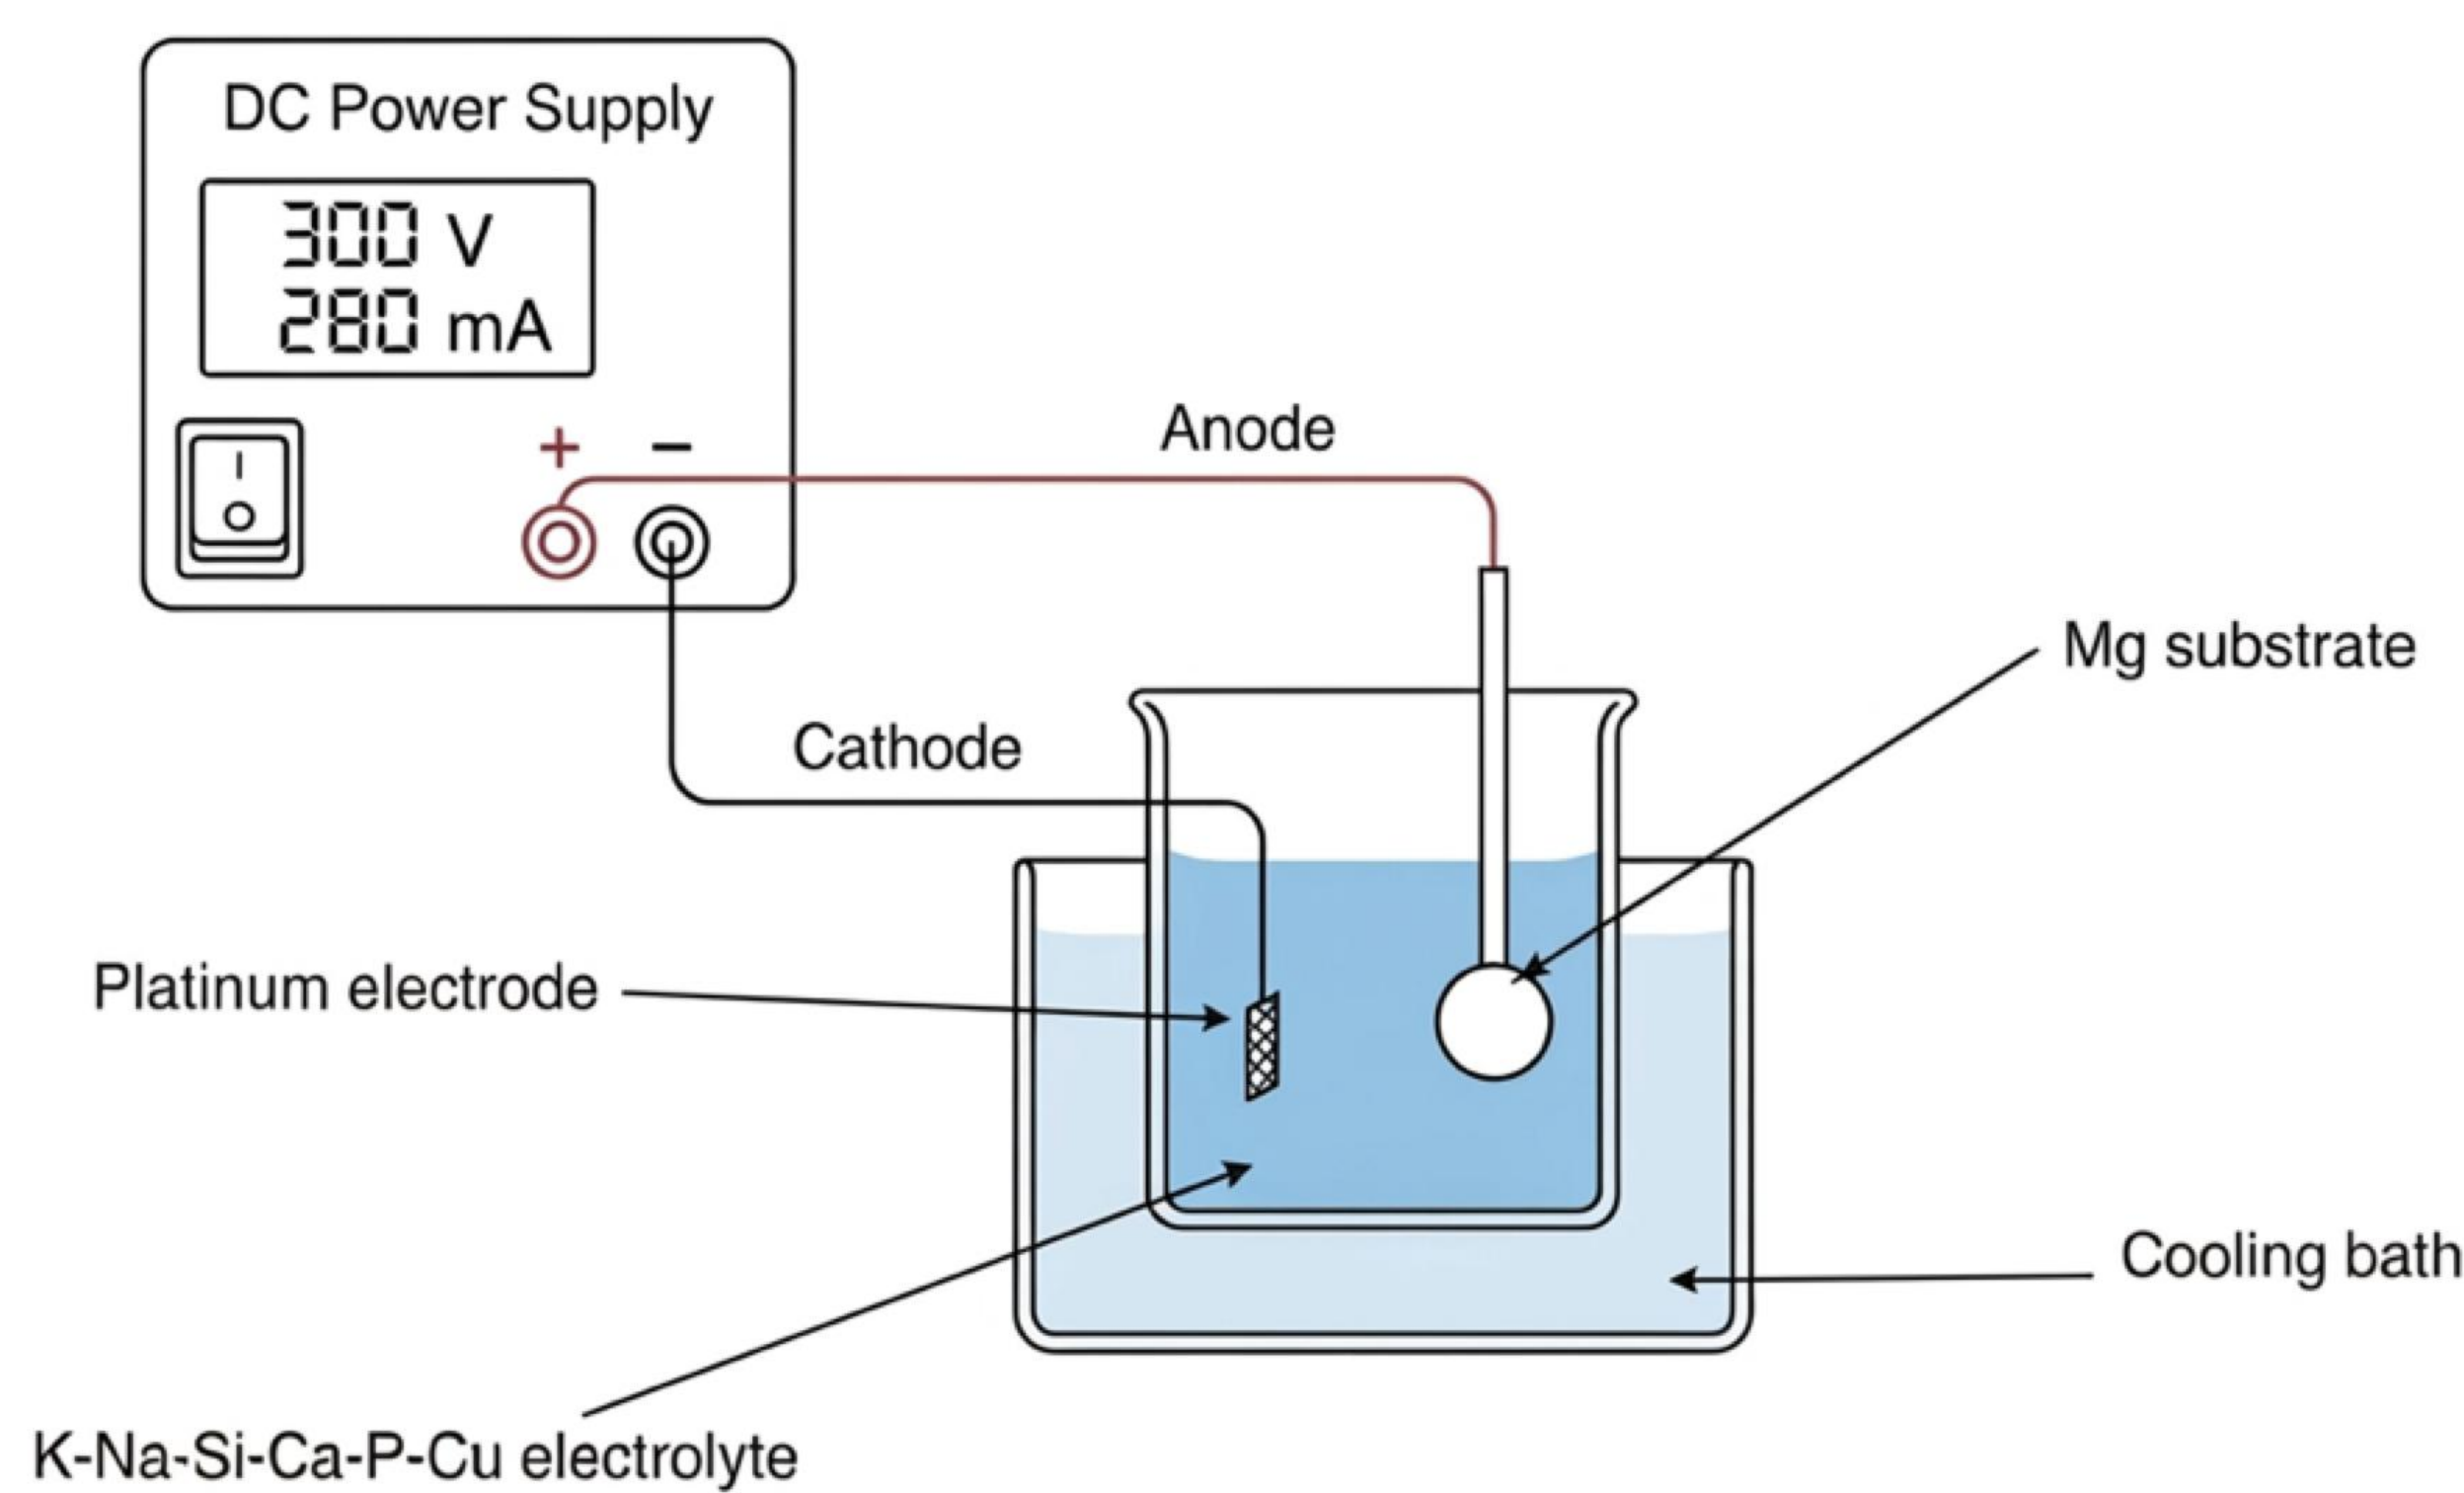 DC Power Supply
300 V
280 mA
+ −
I
O
Anode
Mg substrate
Cathode
Platinum electrode
Cooling bath
K-Na-Si-Ca-P-Cu electrolyte